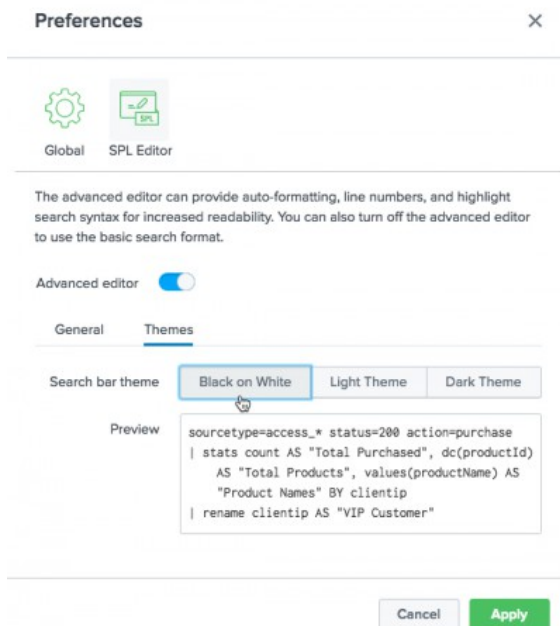 Preferences
SPL
Global
SPL Editor
The advanced editor can provide auto-formatting, line numbers, and highlight
search syntax for increased readability. You can also turn off the advanced editor
to use the basic search format.
Advanced editor
General
Themes
Search bar theme
Black on White
Light Theme
Dark Theme
Preview
sourcetype=access_* status=200 action=purchase
| stats count AS "Total Purchased", dc(productId)
AS "Total Products", values(productName) AS
"Product Names" BY clientip
| rename clientip AS "VIP Customer"
Cancel
Apply